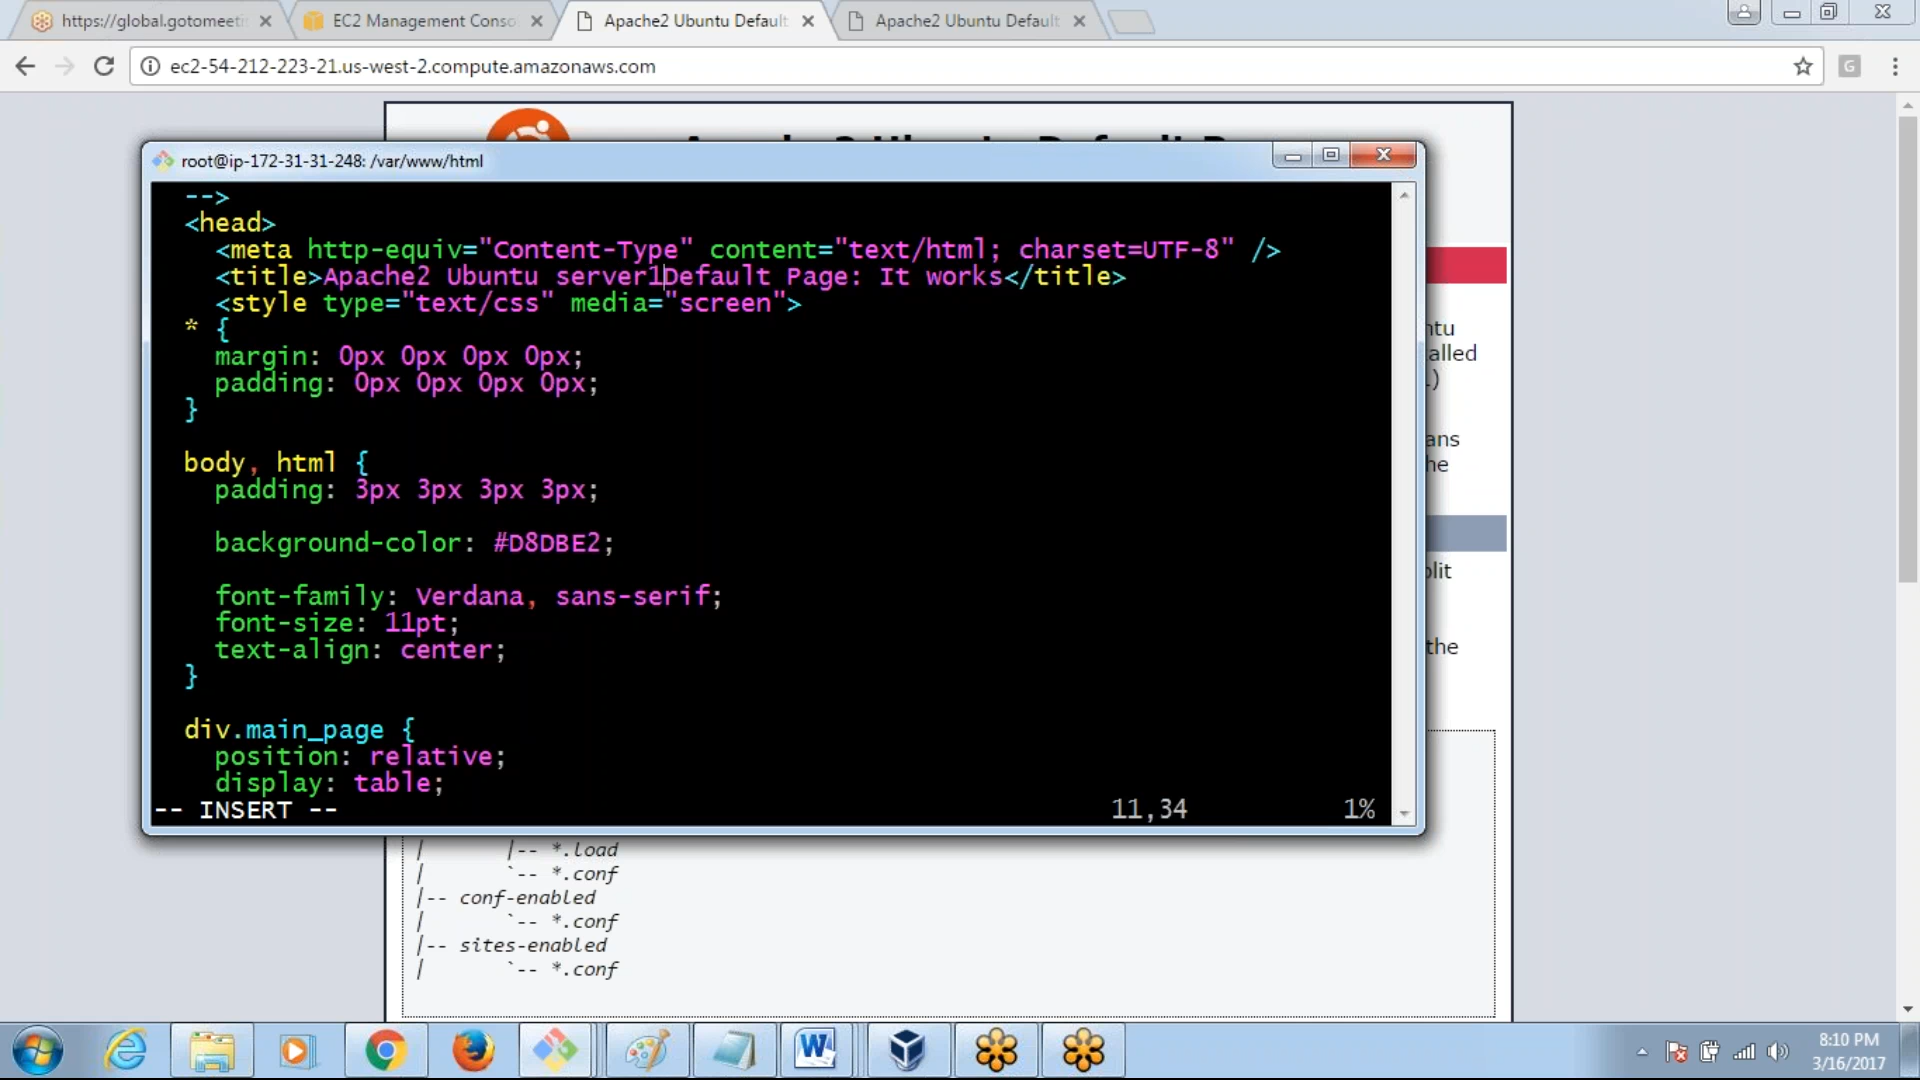 https://global.gotomeeti
EC2 Management Conso
Apache2 Ubuntu Default
Apache2 Ubuntu Default
ec2-54-212-223-21.us-west-2.compute.amazonaws.com
G
root@ip-172-31-31-248: /var/www/html
-->
<head>
<meta http-equiv="Content-Type" content="text/html; charset=UTF-8" />
<title>Apache2 Ubuntu server1Default Page: It works</title>
<style type="text/css" media="screen">
* {
margin: 0px 0px 0px 0px;
padding: 0px 0px 0px 0px;
}
body, html {
padding: 3px 3px 3px 3px;
background-color: #D8DBE2;
font-family: Verdana, sans-serif;
font-size: 11pt;
text-align: center;
}
div.main_page {
position: relative;
display: table;
-- INSERT -- 11,34 1%
ntu
alled
ans
he
plit
the
| |-- *.load
| `-- *.conf
|-- conf-enabled
| `-- *.conf
|-- sites-enabled
| `-- *.conf
8:10 PM
3/16/2017